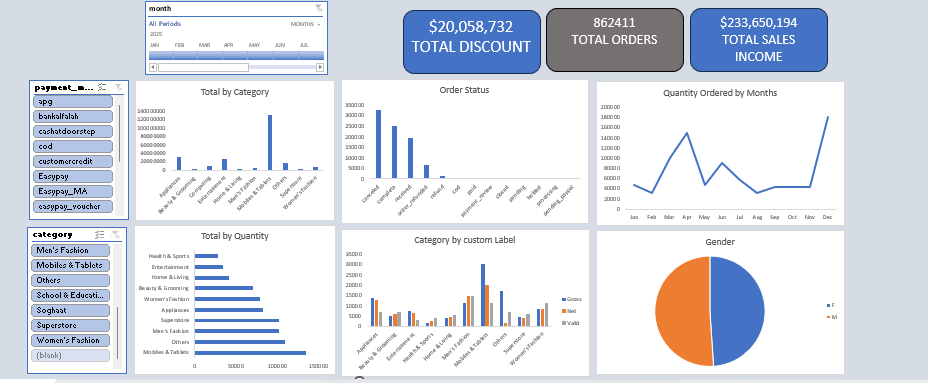 month
All Periods
MONTHS
2025
JAN FEB MAR APR MAY JUN JUL
$20,058,732
TOTAL DISCOUNT
862411
TOTAL ORDERS
$233,650,194
TOTAL SALES
INCOME
payment_m...
apg
bankalfalah
cashatdoorstep
cod
customercredit
Easypay
Easypay_MA
easypay_voucher
Total by Category
140000000
120000000
100000000
80000000
60000000
40000000
20000000
0
Appliances
Beauty & Grooming
Computing
Entertainment
Home & Living
Men's Fashion
Mobiles & Tablets
Others
Superstore
Women's Fashion
Order Status
350000
300000
250000
200000
150000
100000
50000
0
canceled
complete
received
order_refunded
refund
cod
paid
payment_review
closed
pending
holded
processing
pending_paypal
Quantity Ordered by Months
200000
180000
160000
140000
120000
100000
80000
60000
40000
20000
0
Jan Feb Mar Apr May Jun Jul Aug Sep Oct Nov Dec
category
Men's Fashion
Mobiles & Tablets
Others
School & Educati...
Soghaat
Superstore
Women's Fashion
(blank)
Total by Quantity
Health & Sports
Entertainment
Home & Living
Beauty & Grooming
Women's Fashion
Appliances
Superstore
Men's Fashion
Others
Mobiles & Tablets
0 50000 100000 150000
Category by custom Label
350000
300000
250000
200000
150000
100000
50000
0
Appliances
Beauty & Grooming
Entertainment
Health & Sports
Home & Living
Men's Fashion
Mobiles & Tablets
Others
Superstore
Women's Fashion
Gross
Net
Valid
Gender
F
M